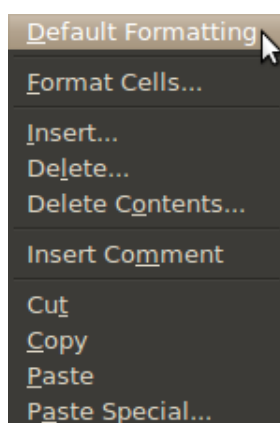 Default Formatting
Format Cells...
Insert...
Delete...
Delete Contents...
Insert Comment
Cut
Copy
Paste
Paste Special...